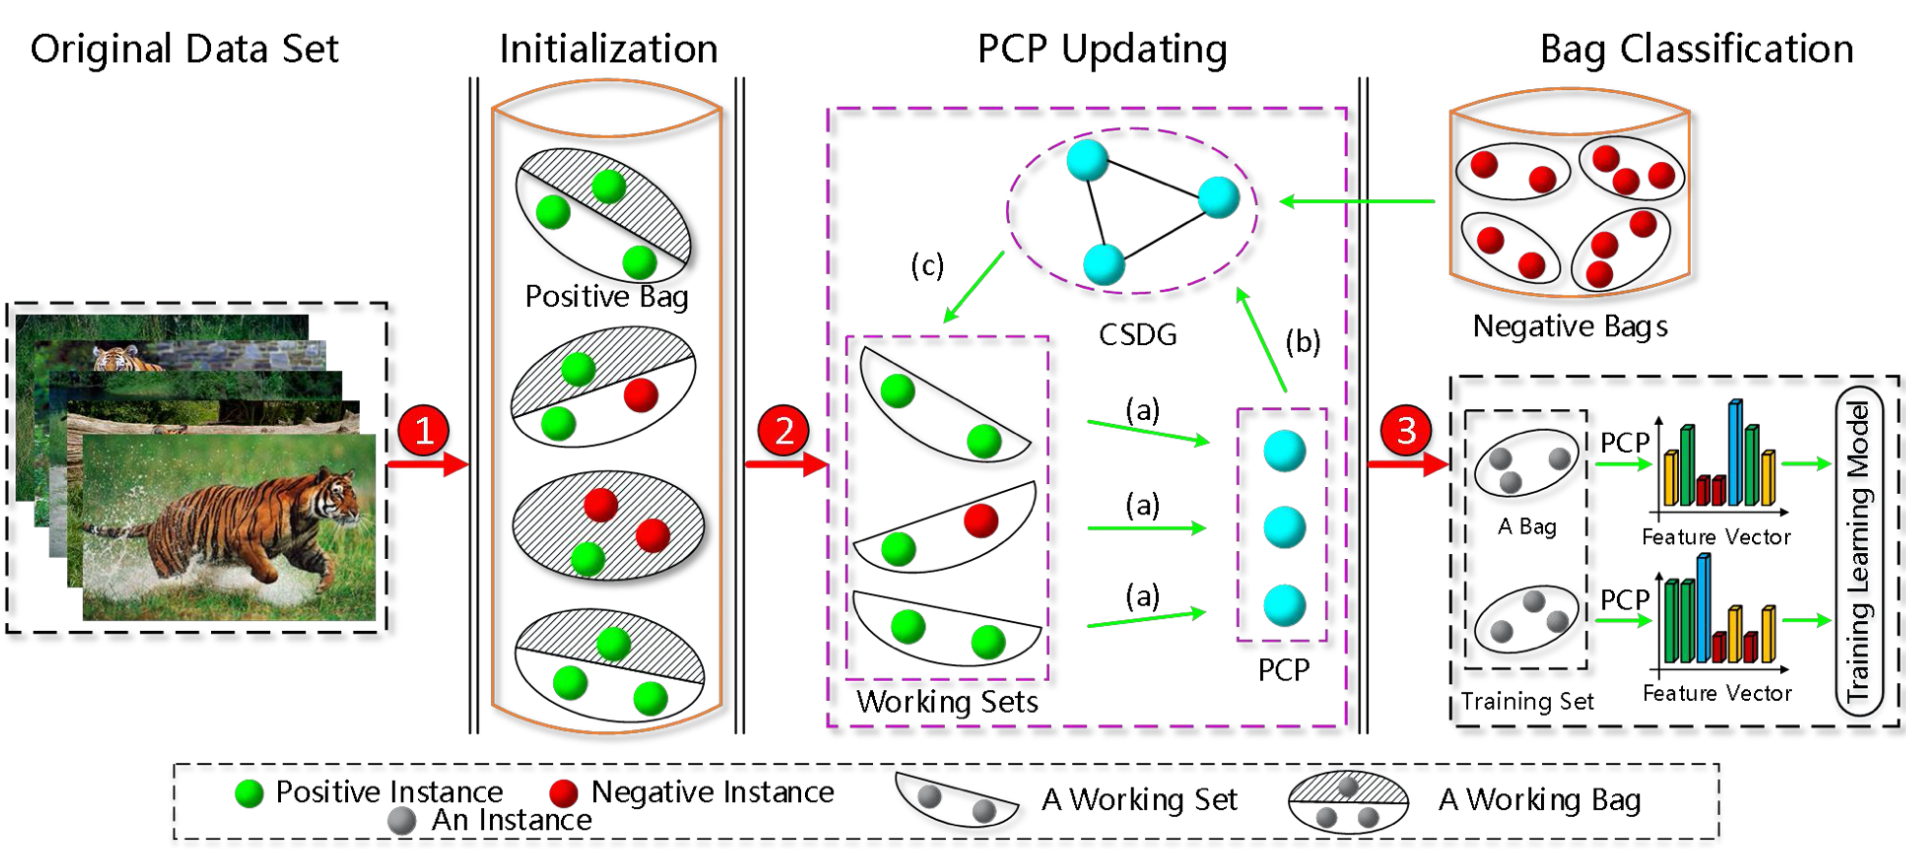 Original Data Set
Initialization
PCP Updating
Bag Classification
Positive Bag
1
2
3
(c)
CSDG
(b)
(a)
(a)
(a)
Working Sets
PCP
Negative Bags
A Bag
PCP
Feature Vector
PCP
Feature Vector
Training Set
Training Learning Model
Positive Instance
Negative Instance
An Instance
A Working Set
A Working Bag